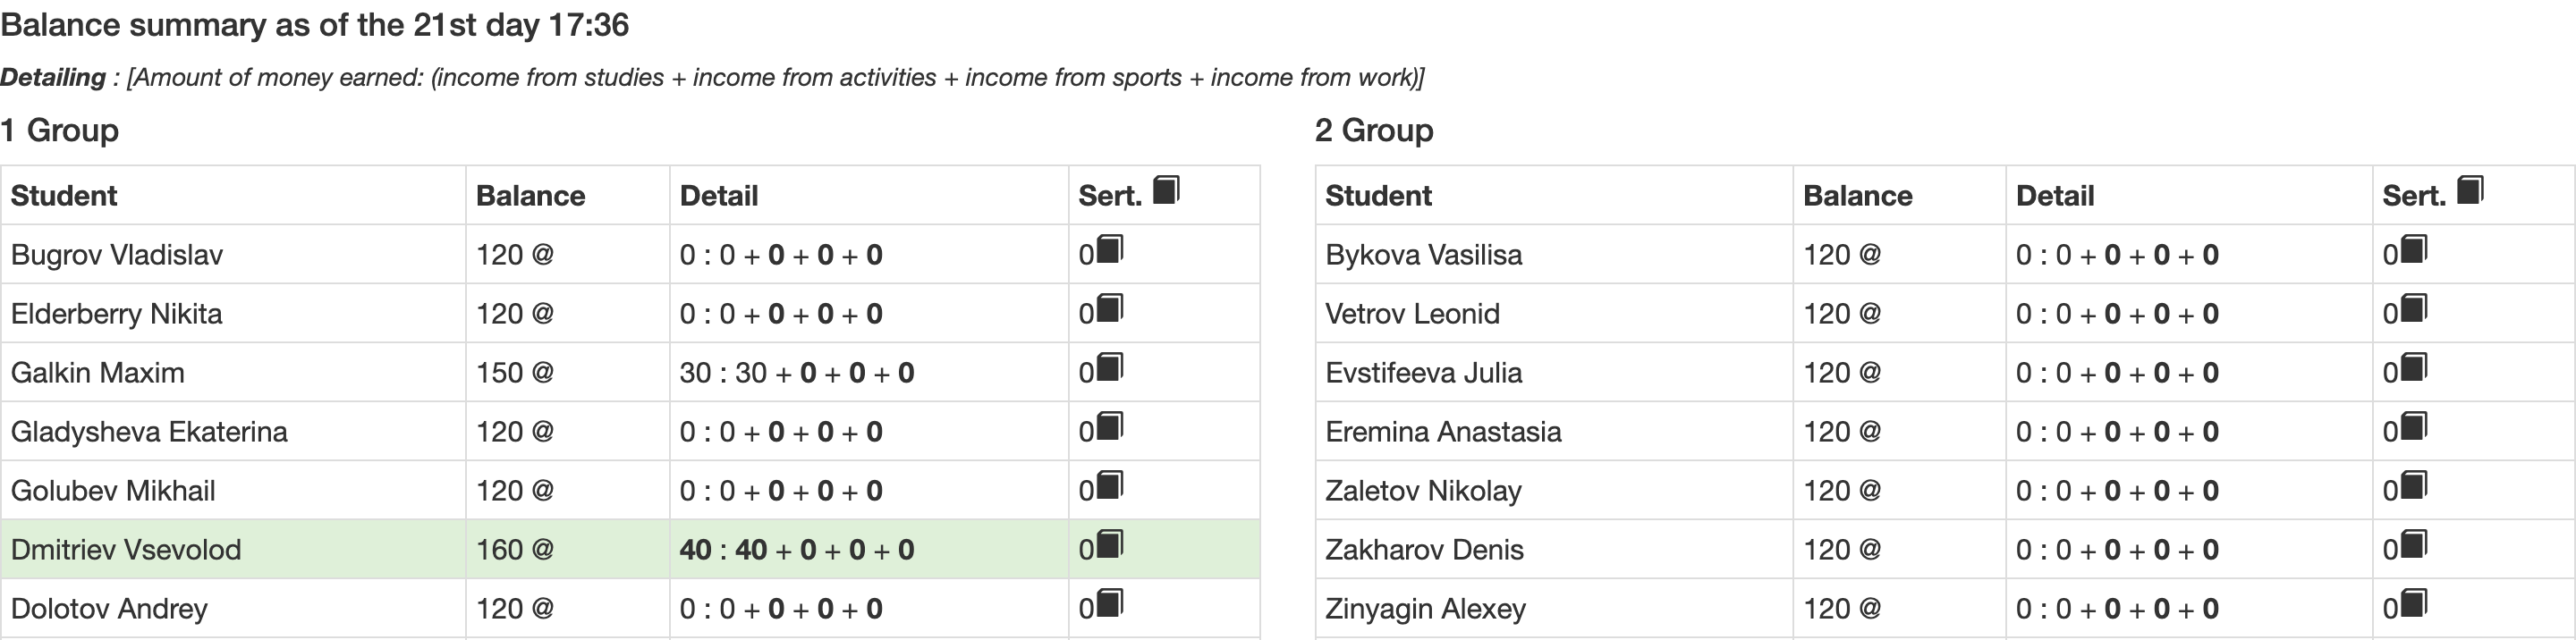 Balance summary as of the 21st day 17:36
Detailing : [Amount of money earned: (income from studies + income from activities + income from sports + income from work)]
1 Group
Student Balance Detail Sert.
Bugrov Vladislav 120 @ 0 : 0 + 0 + 0 + 0 0
Elderberry Nikita 120 @ 0 : 0 + 0 + 0 + 0 0
Galkin Maxim 150 @ 30 : 30 + 0 + 0 + 0 0
Gladysheva Ekaterina 120 @ 0 : 0 + 0 + 0 + 0 0
Golubev Mikhail 120 @ 0 : 0 + 0 + 0 + 0 0
Dmitriev Vsevolod 160 @ 40 : 40 + 0 + 0 + 0 0
Dolotov Andrey 120 @ 0 : 0 + 0 + 0 + 0 0
2 Group
Student Balance Detail Sert.
Bykova Vasilisa 120 @ 0 : 0 + 0 + 0 + 0 0
Vetrov Leonid 120 @ 0 : 0 + 0 + 0 + 0 0
Evstifeeva Julia 120 @ 0 : 0 + 0 + 0 + 0 0
Eremina Anastasia 120 @ 0 : 0 + 0 + 0 + 0 0
Zaletov Nikolay 120 @ 0 : 0 + 0 + 0 + 0 0
Zakharov Denis 120 @ 0 : 0 + 0 + 0 + 0 0
Zinyagin Alexey 120 @ 0 : 0 + 0 + 0 + 0 0